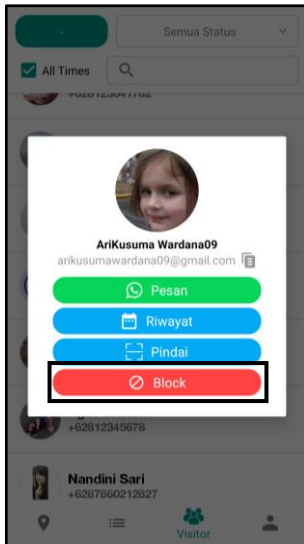 Semua Status
All Times
AriKusuma Wardana09
arikusumawardana09@gmail.com
Pesan
Riwayat
Pindai
Block
+62812345678
Nandini Sari
+6287860212827
Visitor